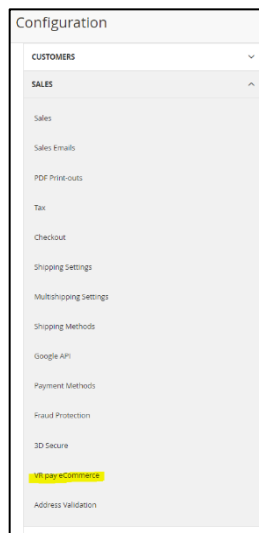 Configuration
CUSTOMERS
SALES
Sales
Sales Emails
PDF Print-outs
Tax
Checkout
Shipping Settings
Multishipping Settings
Shipping Methods
Google API
Payment Methods
Fraud Protection
3D Secure
VR pay eCommerce
Address Validation